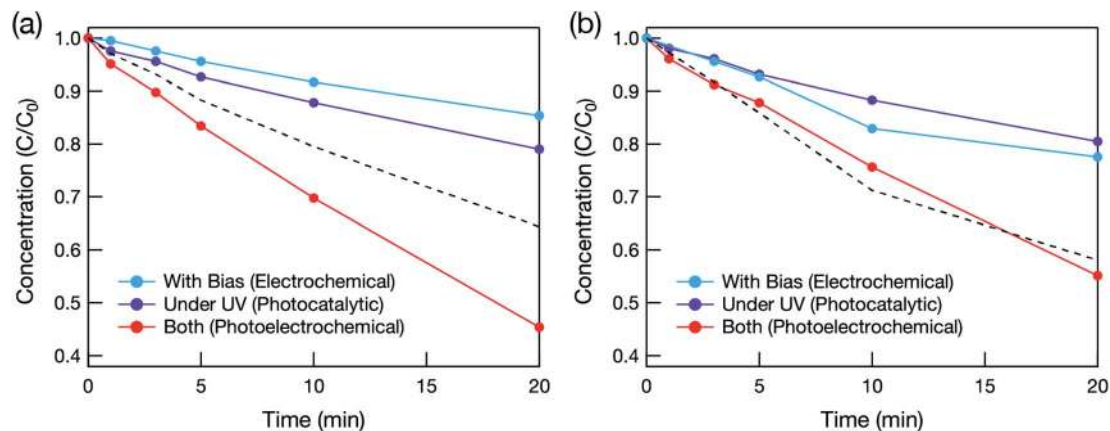 (a)
Concentration (C/C₀)
1.0
0.9
0.8
0.7
0.6
0.5
0.4
With Bias (Electrochemical)
Under UV (Photocatalytic)
Both (Photoelectrochemical)
0 5 10 15 20
Time (min)
(b)
Concentration (C/C₀)
1.0
0.9
0.8
0.7
0.6
0.5
0.4
With Bias (Electrochemical)
Under UV (Photocatalytic)
Both (Photoelectrochemical)
0 5 10 15 20
Time (min)